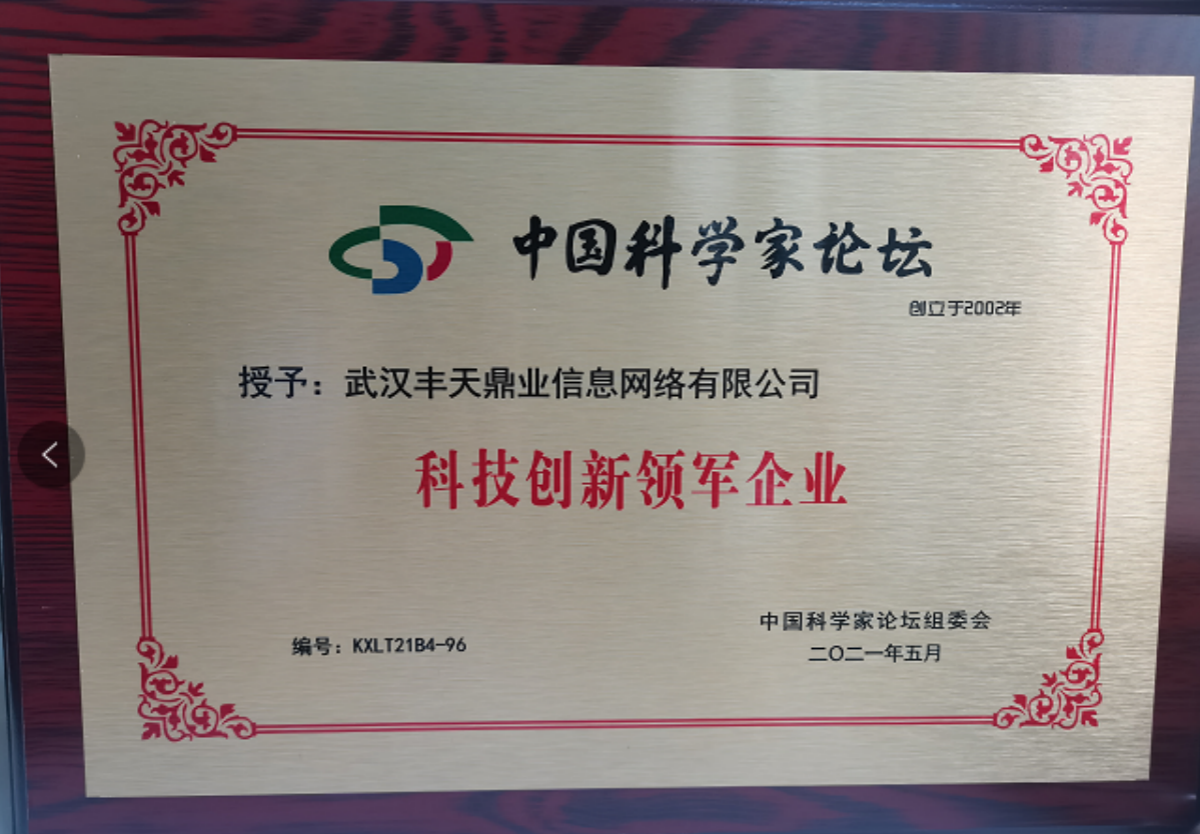 中国科学家论坛
创立于2002年
授予：武汉丰天鼎业信息网络有限公司
科技创新领军企业
中国科学家论坛组委会
编号：KXLT21B4-96
二〇二一年五月